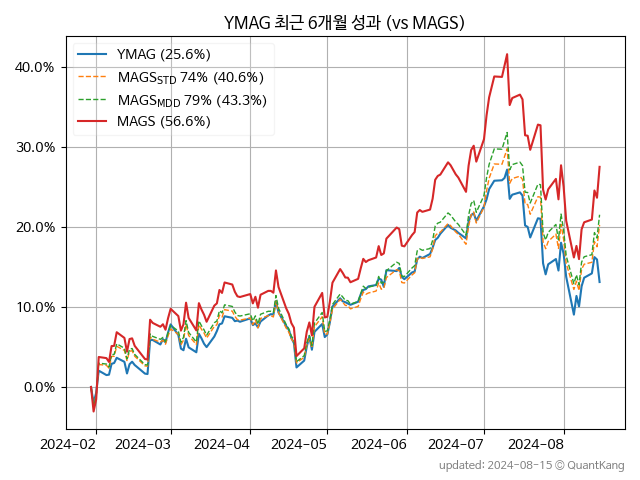 YMAG 최근 6개월 성과 (vs MAGS)
YMAG (25.6%)
MAGS_STD 74% (40.6%)
MAGS_MDD 79% (43.3%)
MAGS (56.6%)
40.0%
30.0%
20.0%
10.0%
0.0%
2024-02 2024-03 2024-04 2024-05 2024-06 2024-07 2024-08
updated: 2024-08-15 © QuantKang